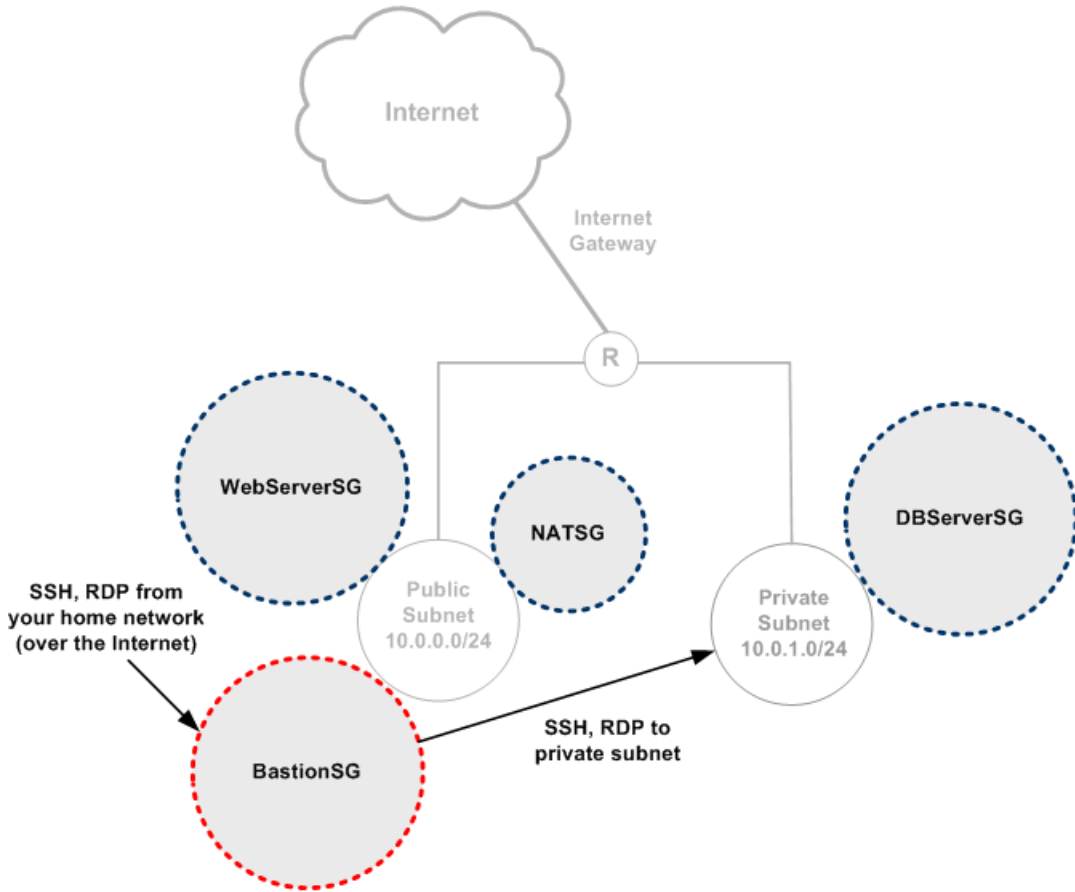 Internet
Internet
Gateway
R
WebServerSG
NATSG
DBServerSG
Public
Subnet
10.0.0.0/24
Private
Subnet
10.0.1.0/24
SSH, RDP from
your home network
(over the Internet)
SSH, RDP to
private subnet
BastionSG